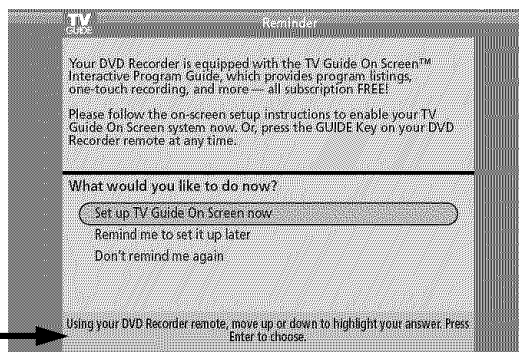 TV
GUIDE
Reminder
Your DVD Recorder is equipped with the TV Guide On Screen™
Interactive Program Guide, which provides program listings,
one-touch recording, and more — all subscription FREE!
Please follow the on-screen setup instructions to enable your TV
Guide On Screen system now. Or, press the GUIDE Key on your DVD
Recorder remote at any time.
What would you like to do now?
Set up TV Guide On Screen now
Remind me to set it up later
Don't remind me again
Using your DVD Recorder remote, move up or down to highlight your answer. Press
Enter to choose.